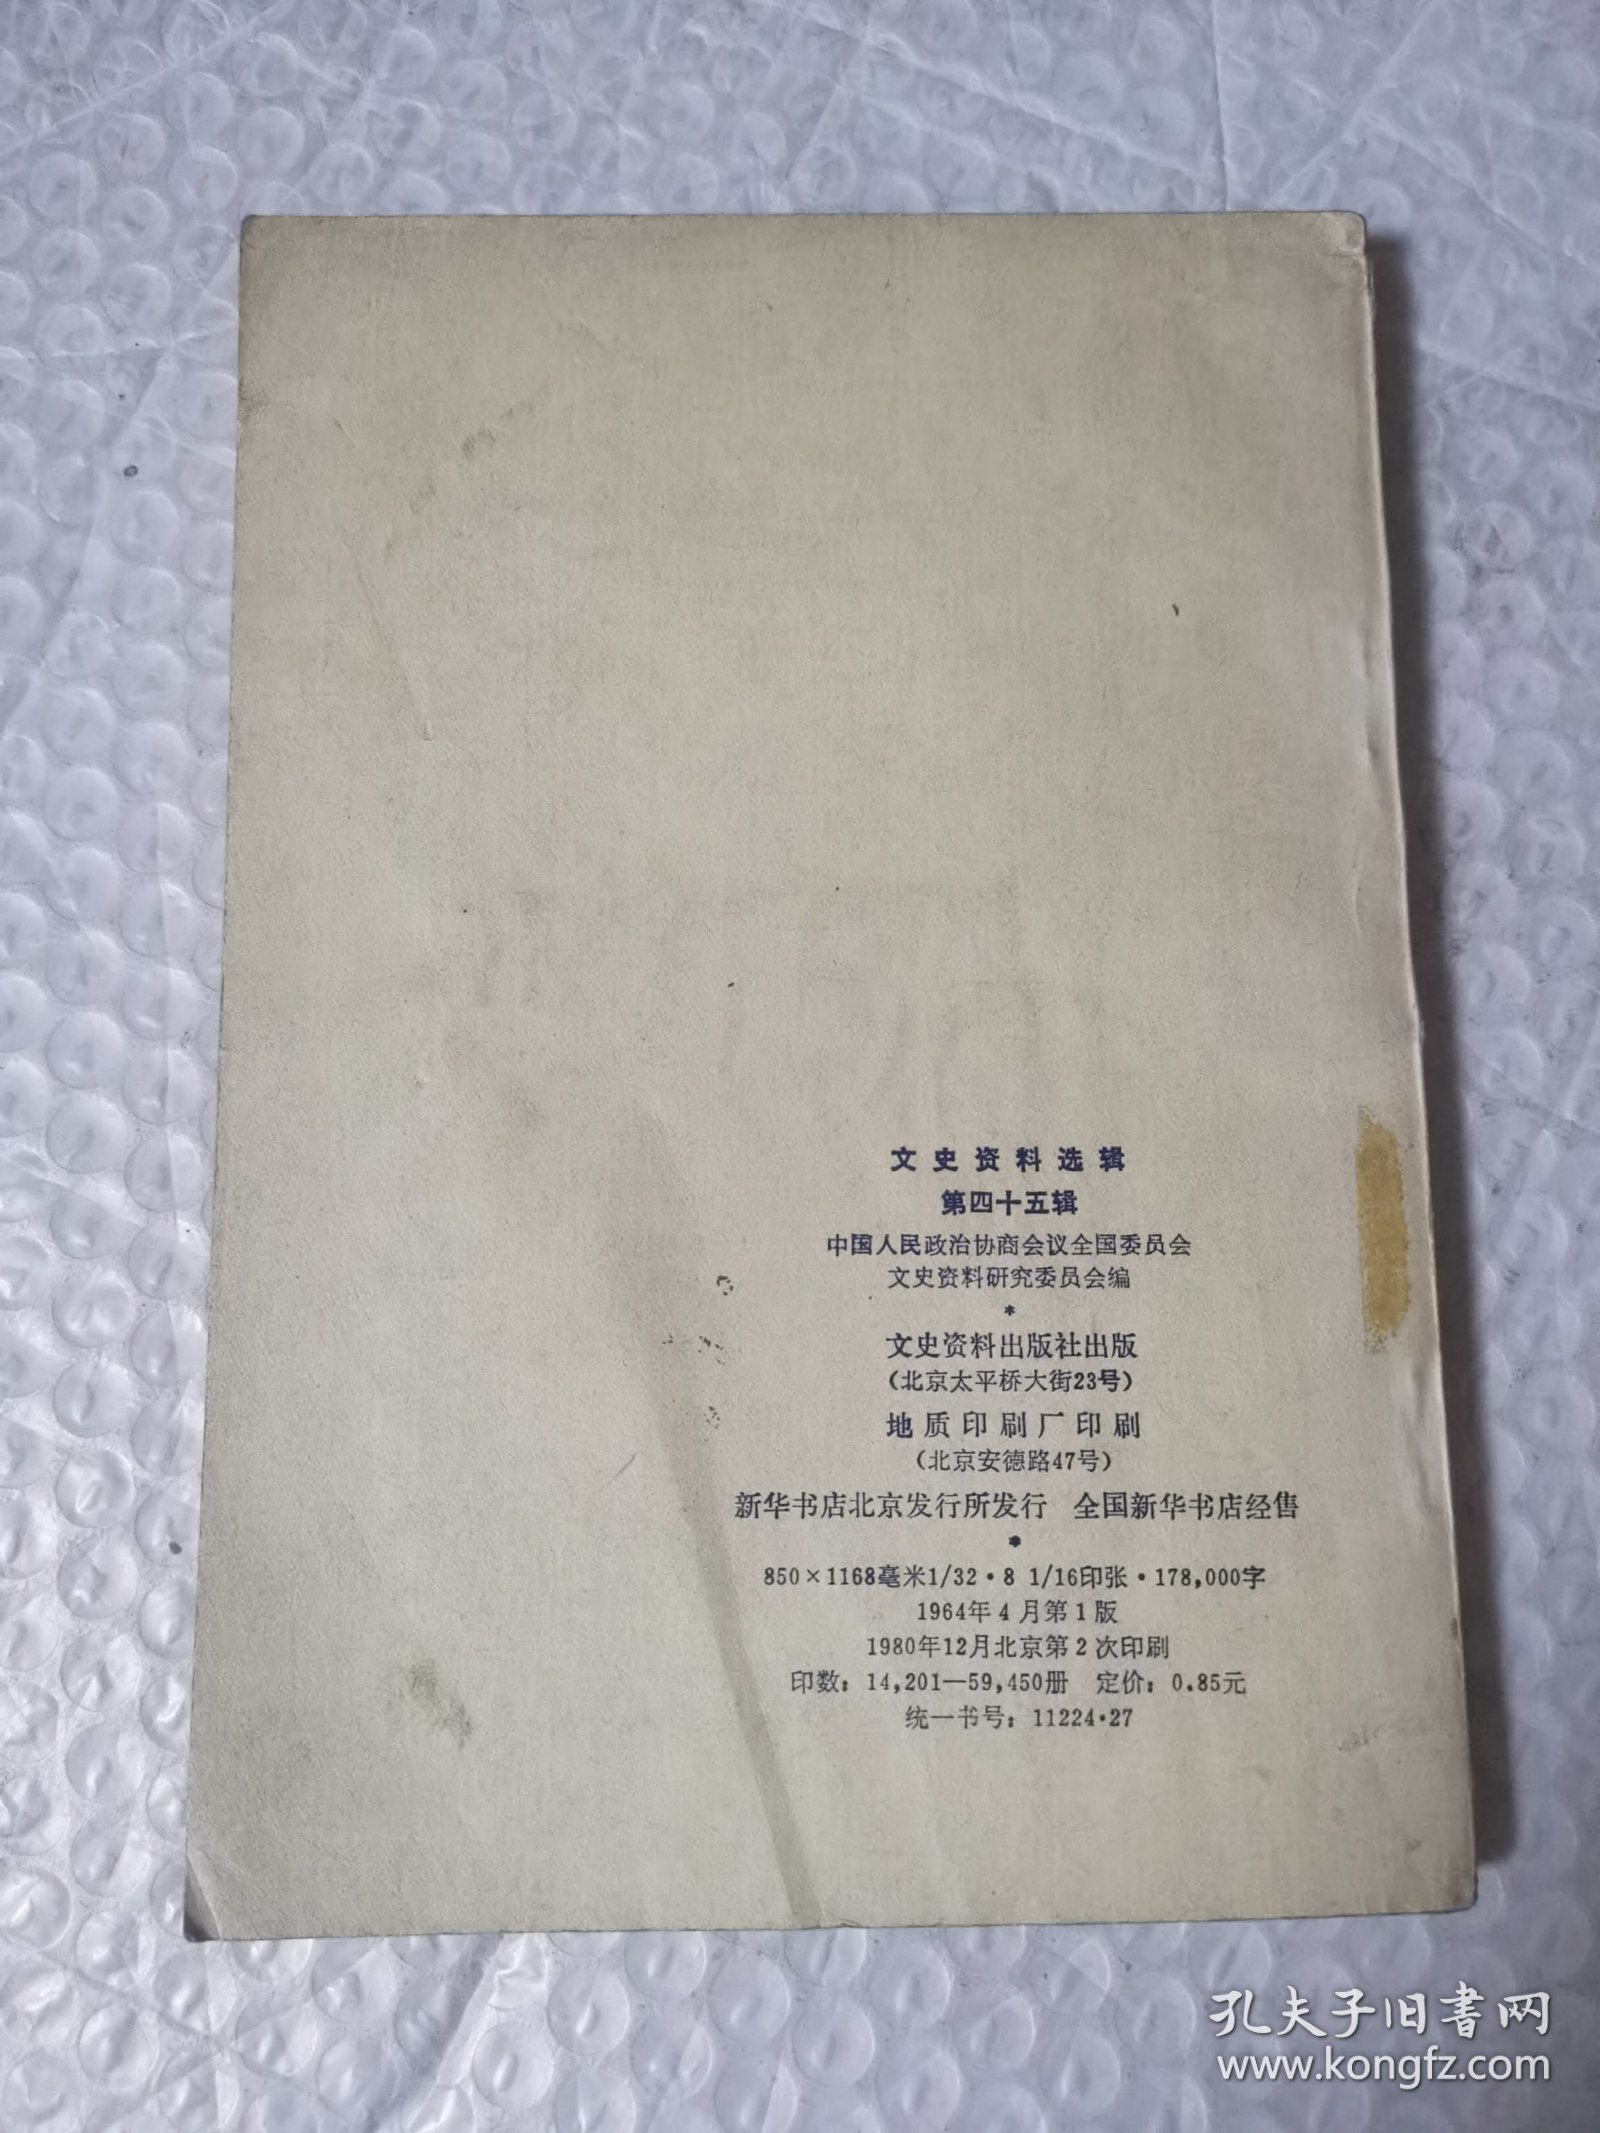 文史资料选辑
第四十五辑
中国人民政治协商会议全国委员会
文史资料研究委员会编
*
文史资料出版社出版
(北京太平桥大街23号)
地质印刷厂印刷
(北京安德路47号)
新华书店北京发行所发行 全国新华书店经售
*
850×1168毫米1/32·8 1/16印张·178,000字
1964年4月第1版
1980年12月北京第2次印刷
印数：14,201—59,450册 定价：0.85元
统一书号：11224·27
孔夫子旧书网
www.kongfz.com